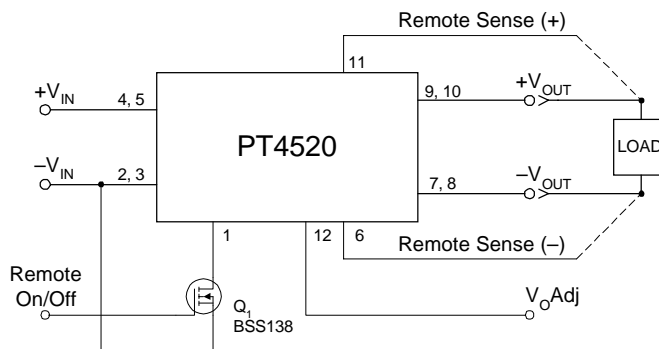 Remote Sense (+)
11
+VIN
4, 5
9, 10
+VOUT
PT4520
LOAD
–VIN
2, 3
7, 8
–VOUT
1
12
6
Remote Sense (–)
Remote
On/Off
Q1
BSS138
VOAdj